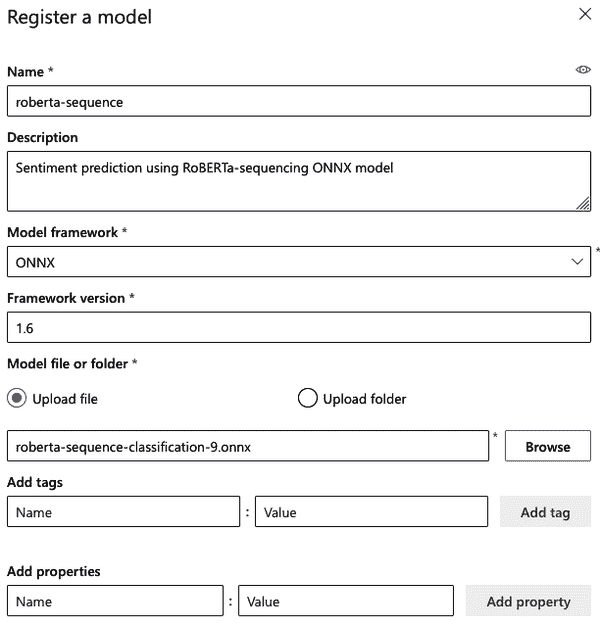 Register a model
Name *
roberta-sequence
Description
Sentiment prediction using RoBERTa-sequencing ONNX model
Model framework *
ONNX *
Framework version *
1.6
Model file or folder *
Upload file Upload folder
roberta-sequence-classification-9.onnx * Browse
Add tags
Name : Value Add tag
Add properties
Name : Value Add property